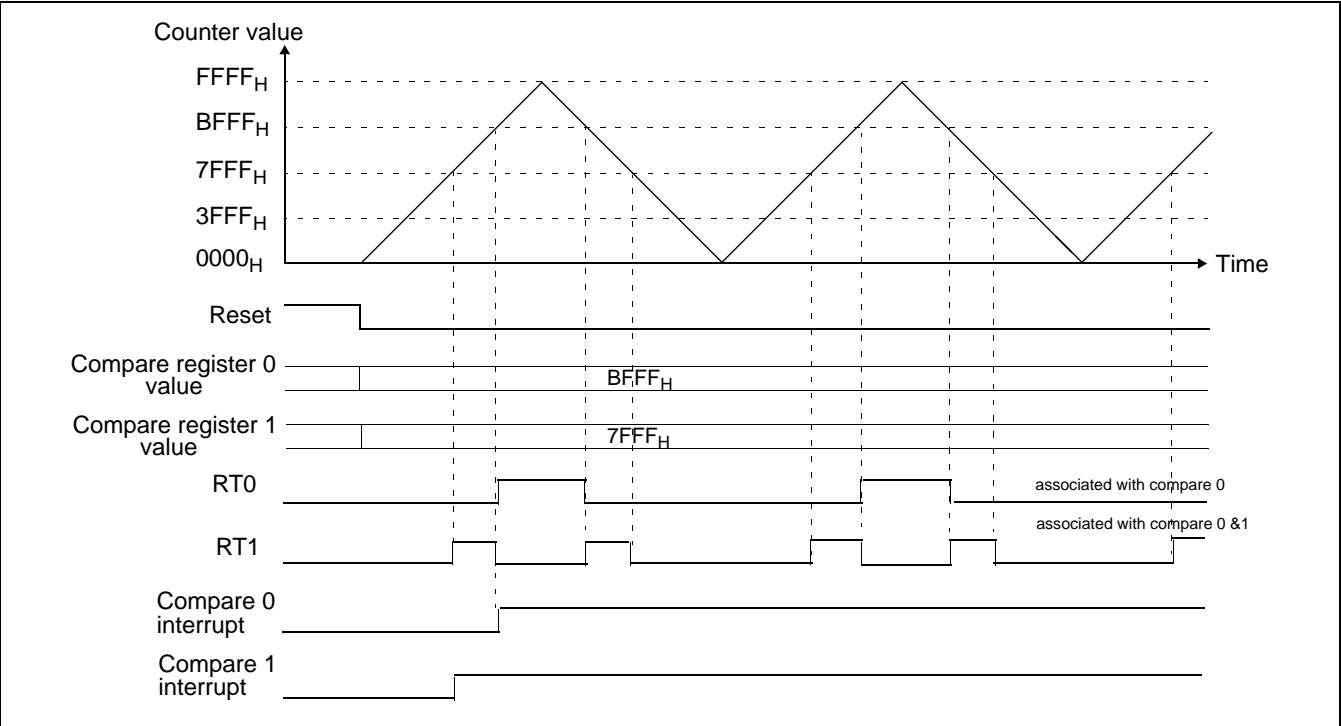 Counter value
FFFFH
BFFFH
7FFFH
3FFFH
0000H
Time
Reset
Compare register 0
value
BFFFH
Compare register 1
value
7FFFH
RT0
associated with compare 0
associated with compare 0 &1
RT1
Compare 0
interrupt
Compare 1
interrupt